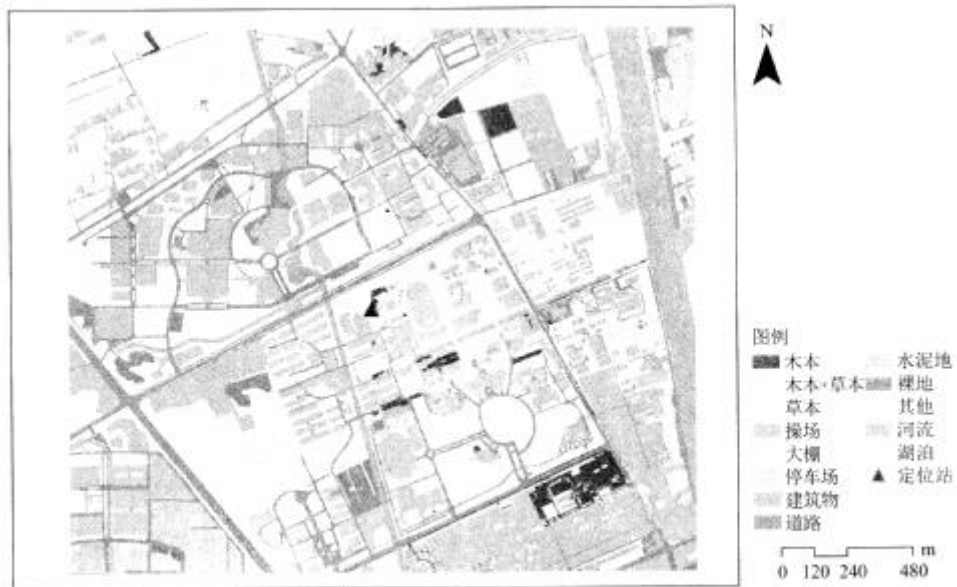 N
图例
木本 水泥地
木本+草本 裸地
草本 其他
操场 河流
大棚 湖泊
停车场 定位站
建筑物
道路
m
0 120 240 480